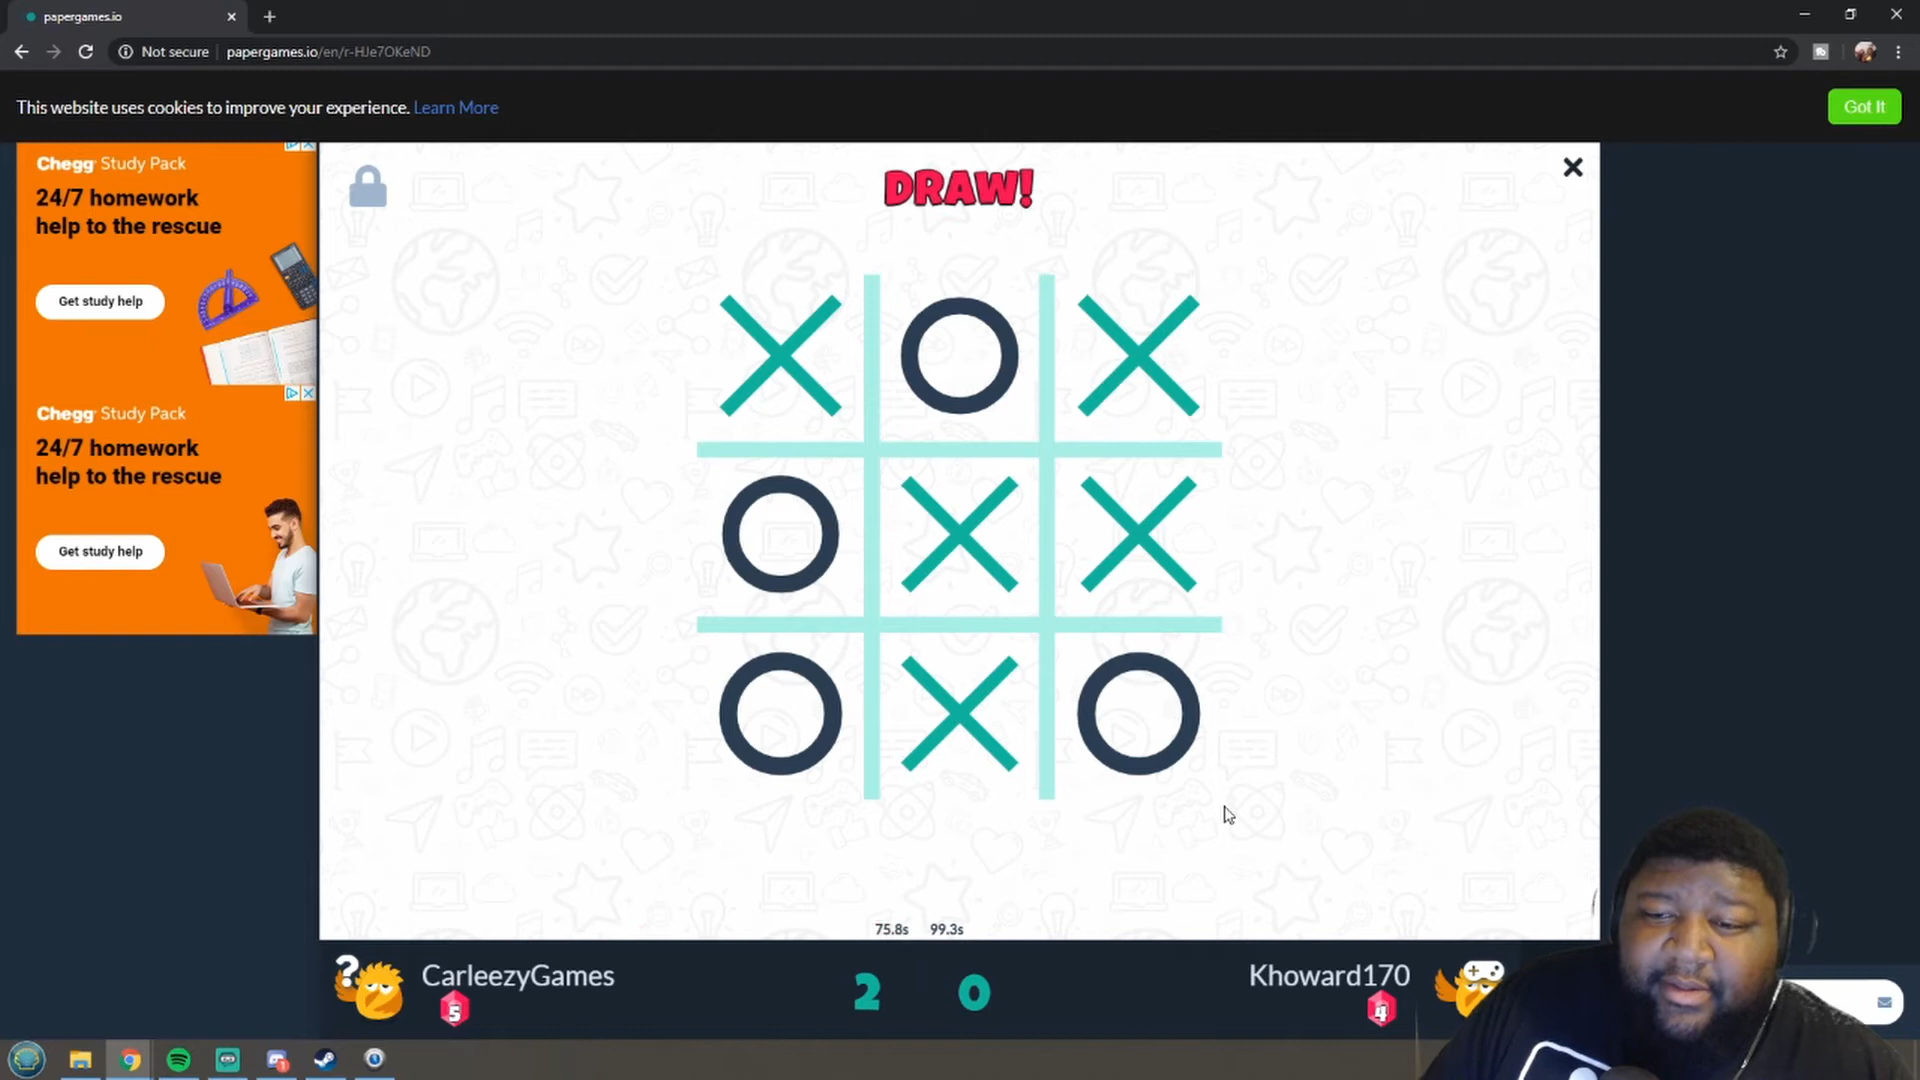 papergames.io
Not secure
papergames.io/en/r-HJe7OKeND
This website uses cookies to improve your experience. Learn More
Got It
Chegg Study Pack
24/7 homework
help to the rescue
Get study help
Chegg Study Pack
24/7 homework
help to the rescue
Get study help
DRAW!
75.8s 99.3s
CarleezyGames
5
2 0
Khoward170
4